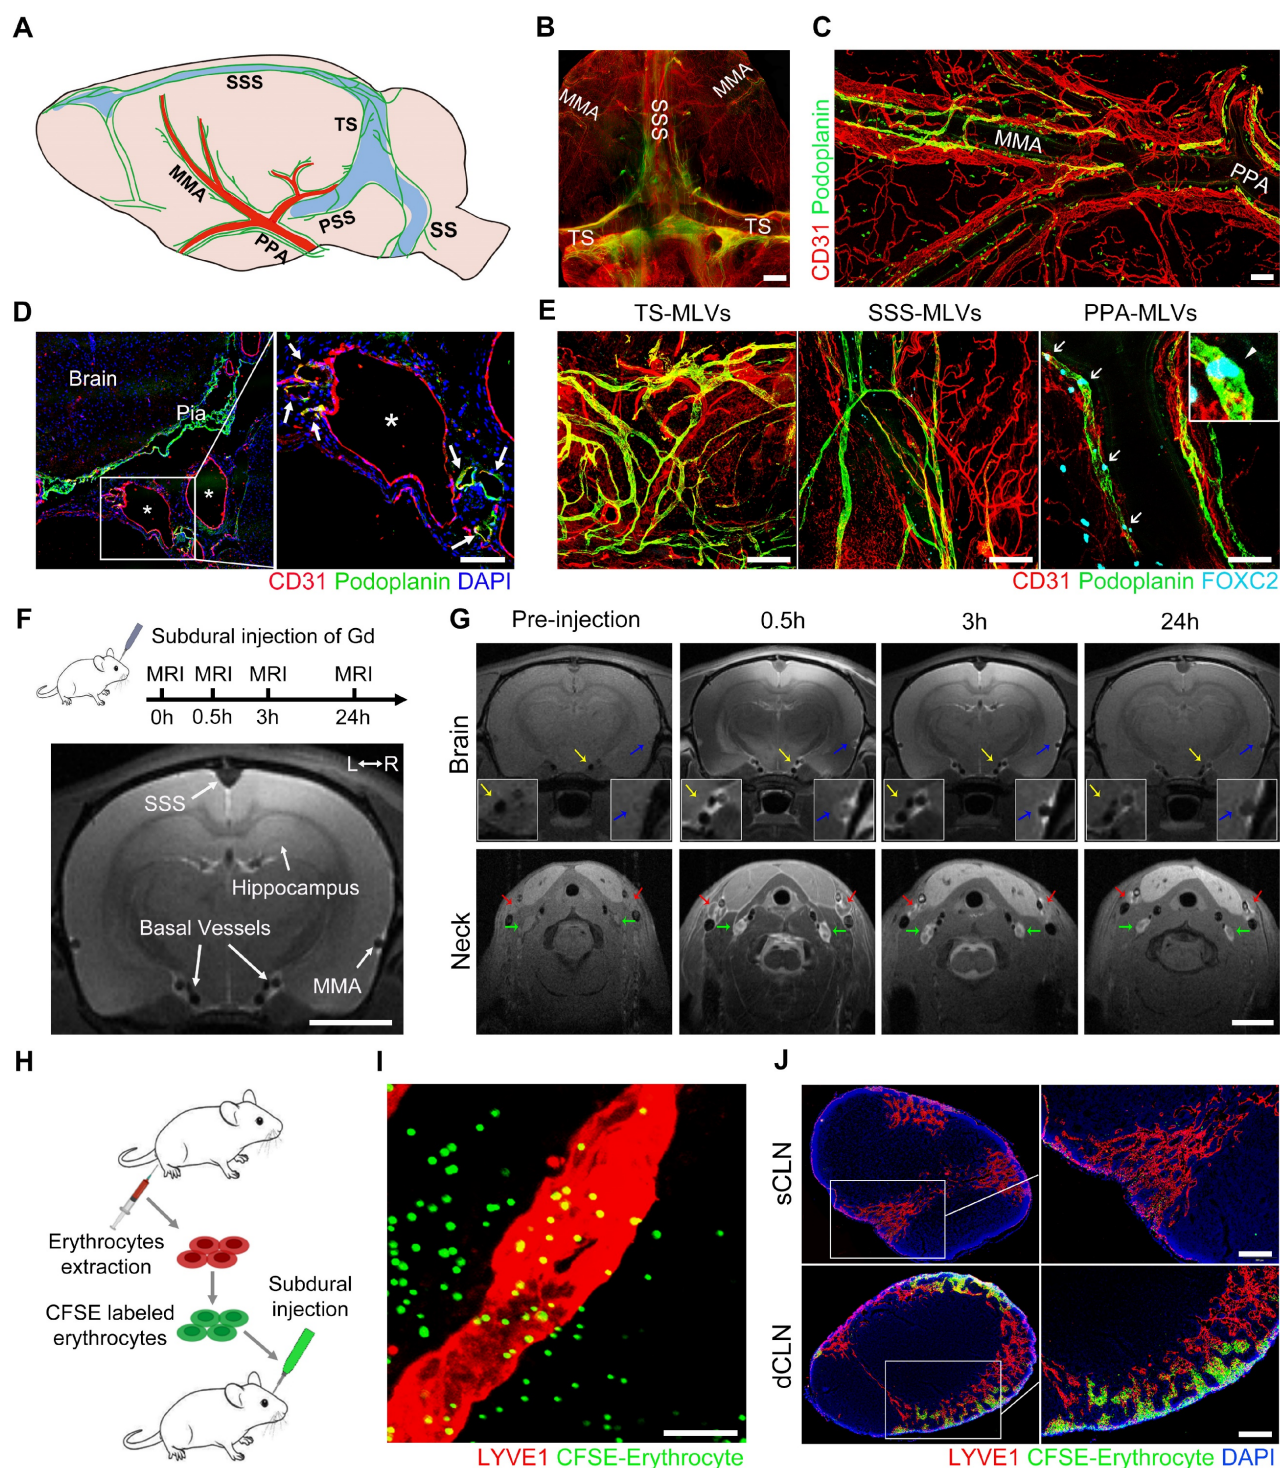 A
SSS
TS
MMA
PSS
SS
PPA
B
MMA
SSS
MMA
TS
TS
C
CD31 Podoplanin
MMA
PPA
D
Brain
Pia
*
*
*
CD31 Podoplanin DAPI
E
TS-MLVs
SSS-MLVs
PPA-MLVs
CD31 Podoplanin FOXC2
F
Subdural injection of Gd
MRI MRI MRI MRI
0h 0.5h 3h 24h
L↔R
SSS
Hippocampus
Basal Vessels
MMA
G
Pre-injection
0.5h
3h
24h
Brain
Neck
H
Erythrocytes
extraction
CFSE labeled
erythrocytes
Subdural
injection
I
LYVE1 CFSE-Erythrocyte
J
sCLN
dCLN
LYVE1 CFSE-Erythrocyte DAPI